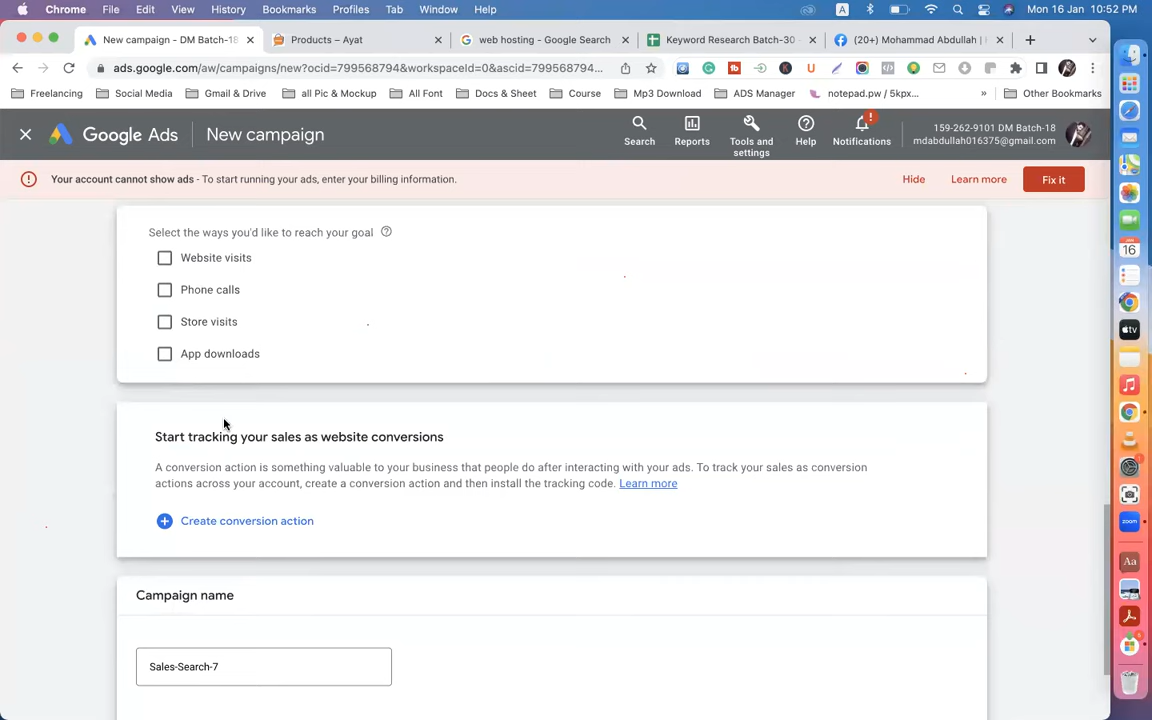 Chrome File Edit View History Bookmarks Profiles Tab Window Help A Mon 16 Jan 10:52 PM
New campaign - DM Batch-18 Products – Ayat web hosting - Google Search Keyword Research Batch-30 (20+) Mohammad Abdullah |
ads.google.com/aw/campaigns/new?ocid=799568794&workspaceId=0&ascid=799568794...
Freelancing Social Media Gmail & Drive all Pic & Mockup All Font Docs & Sheet Course Mp3 Download ADS Manager notepad.pw / 5kpx... » Other Bookmarks
Google Ads New campaign
Search Reports Tools and settings Help Notifications
159-262-9101 DM Batch-18
mdabdullah016375@gmail.com
Your account cannot show ads - To start running your ads, enter your billing information. Hide Learn more Fix it
Select the ways you'd like to reach your goal
Website visits
Phone calls
Store visits
App downloads
Start tracking your sales as website conversions
A conversion action is something valuable to your business that people do after interacting with your ads. To track your sales as conversion
actions across your account, create a conversion action and then install the tracking code. Learn more
Create conversion action
Campaign name
Sales-Search-7
JAN
16
tv
Aa
zoom